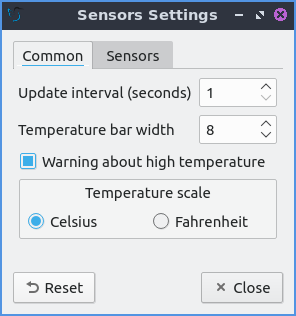 Sensors Settings
Common Sensors
Update interval (seconds) 1
Temperature bar width 8
Warning about high temperature
Temperature scale
Celsius Fahrenheit
Reset Close